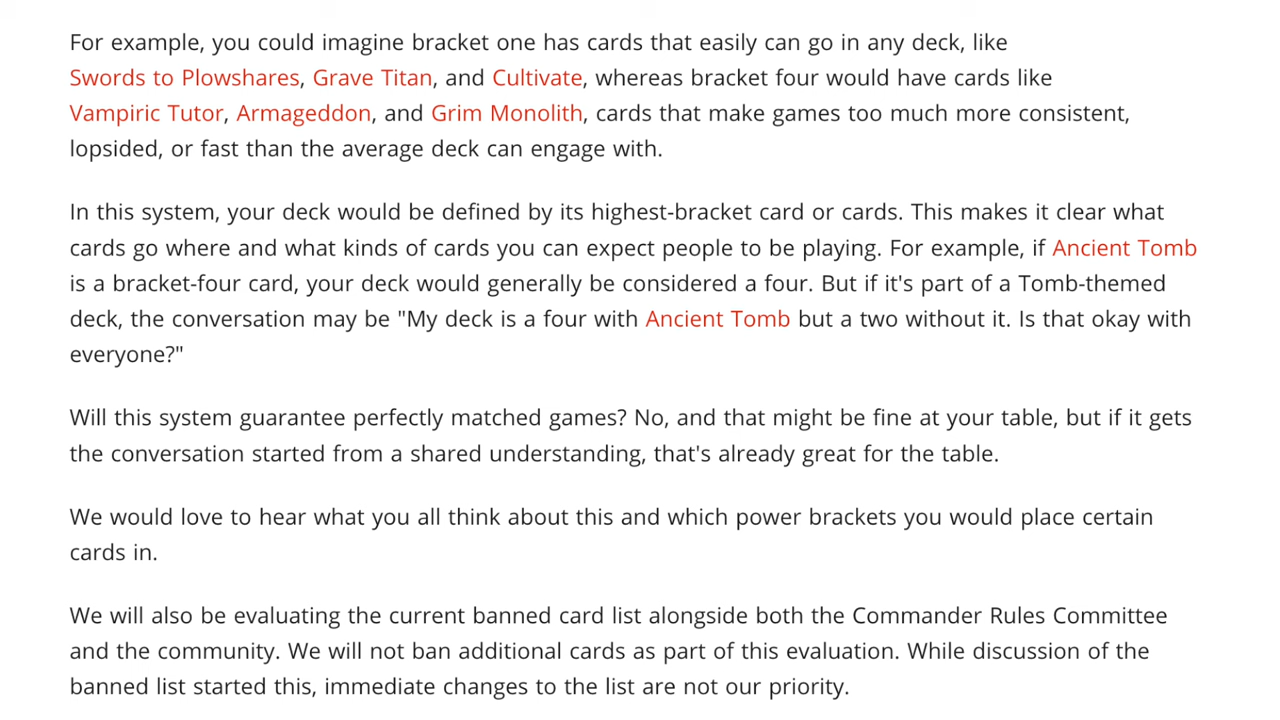 For example, you could imagine bracket one has cards that easily can go in any deck, like
Swords to Plowshares, Grave Titan, and Cultivate, whereas bracket four would have cards like
Vampiric Tutor, Armageddon, and Grim Monolith, cards that make games too much more consistent,
lopsided, or fast than the average deck can engage with.
In this system, your deck would be defined by its highest-bracket card or cards. This makes it clear what
cards go where and what kinds of cards you can expect people to be playing. For example, if Ancient Tomb
is a bracket-four card, your deck would generally be considered a four. But if it's part of a Tomb-themed
deck, the conversation may be "My deck is a four with Ancient Tomb but a two without it. Is that okay with
everyone?"
Will this system guarantee perfectly matched games? No, and that might be fine at your table, but if it gets
the conversation started from a shared understanding, that's already great for the table.
We would love to hear what you all think about this and which power brackets you would place certain
cards in.
We will also be evaluating the current banned card list alongside both the Commander Rules Committee
and the community. We will not ban additional cards as part of this evaluation. While discussion of the
banned list started this, immediate changes to the list are not our priority.